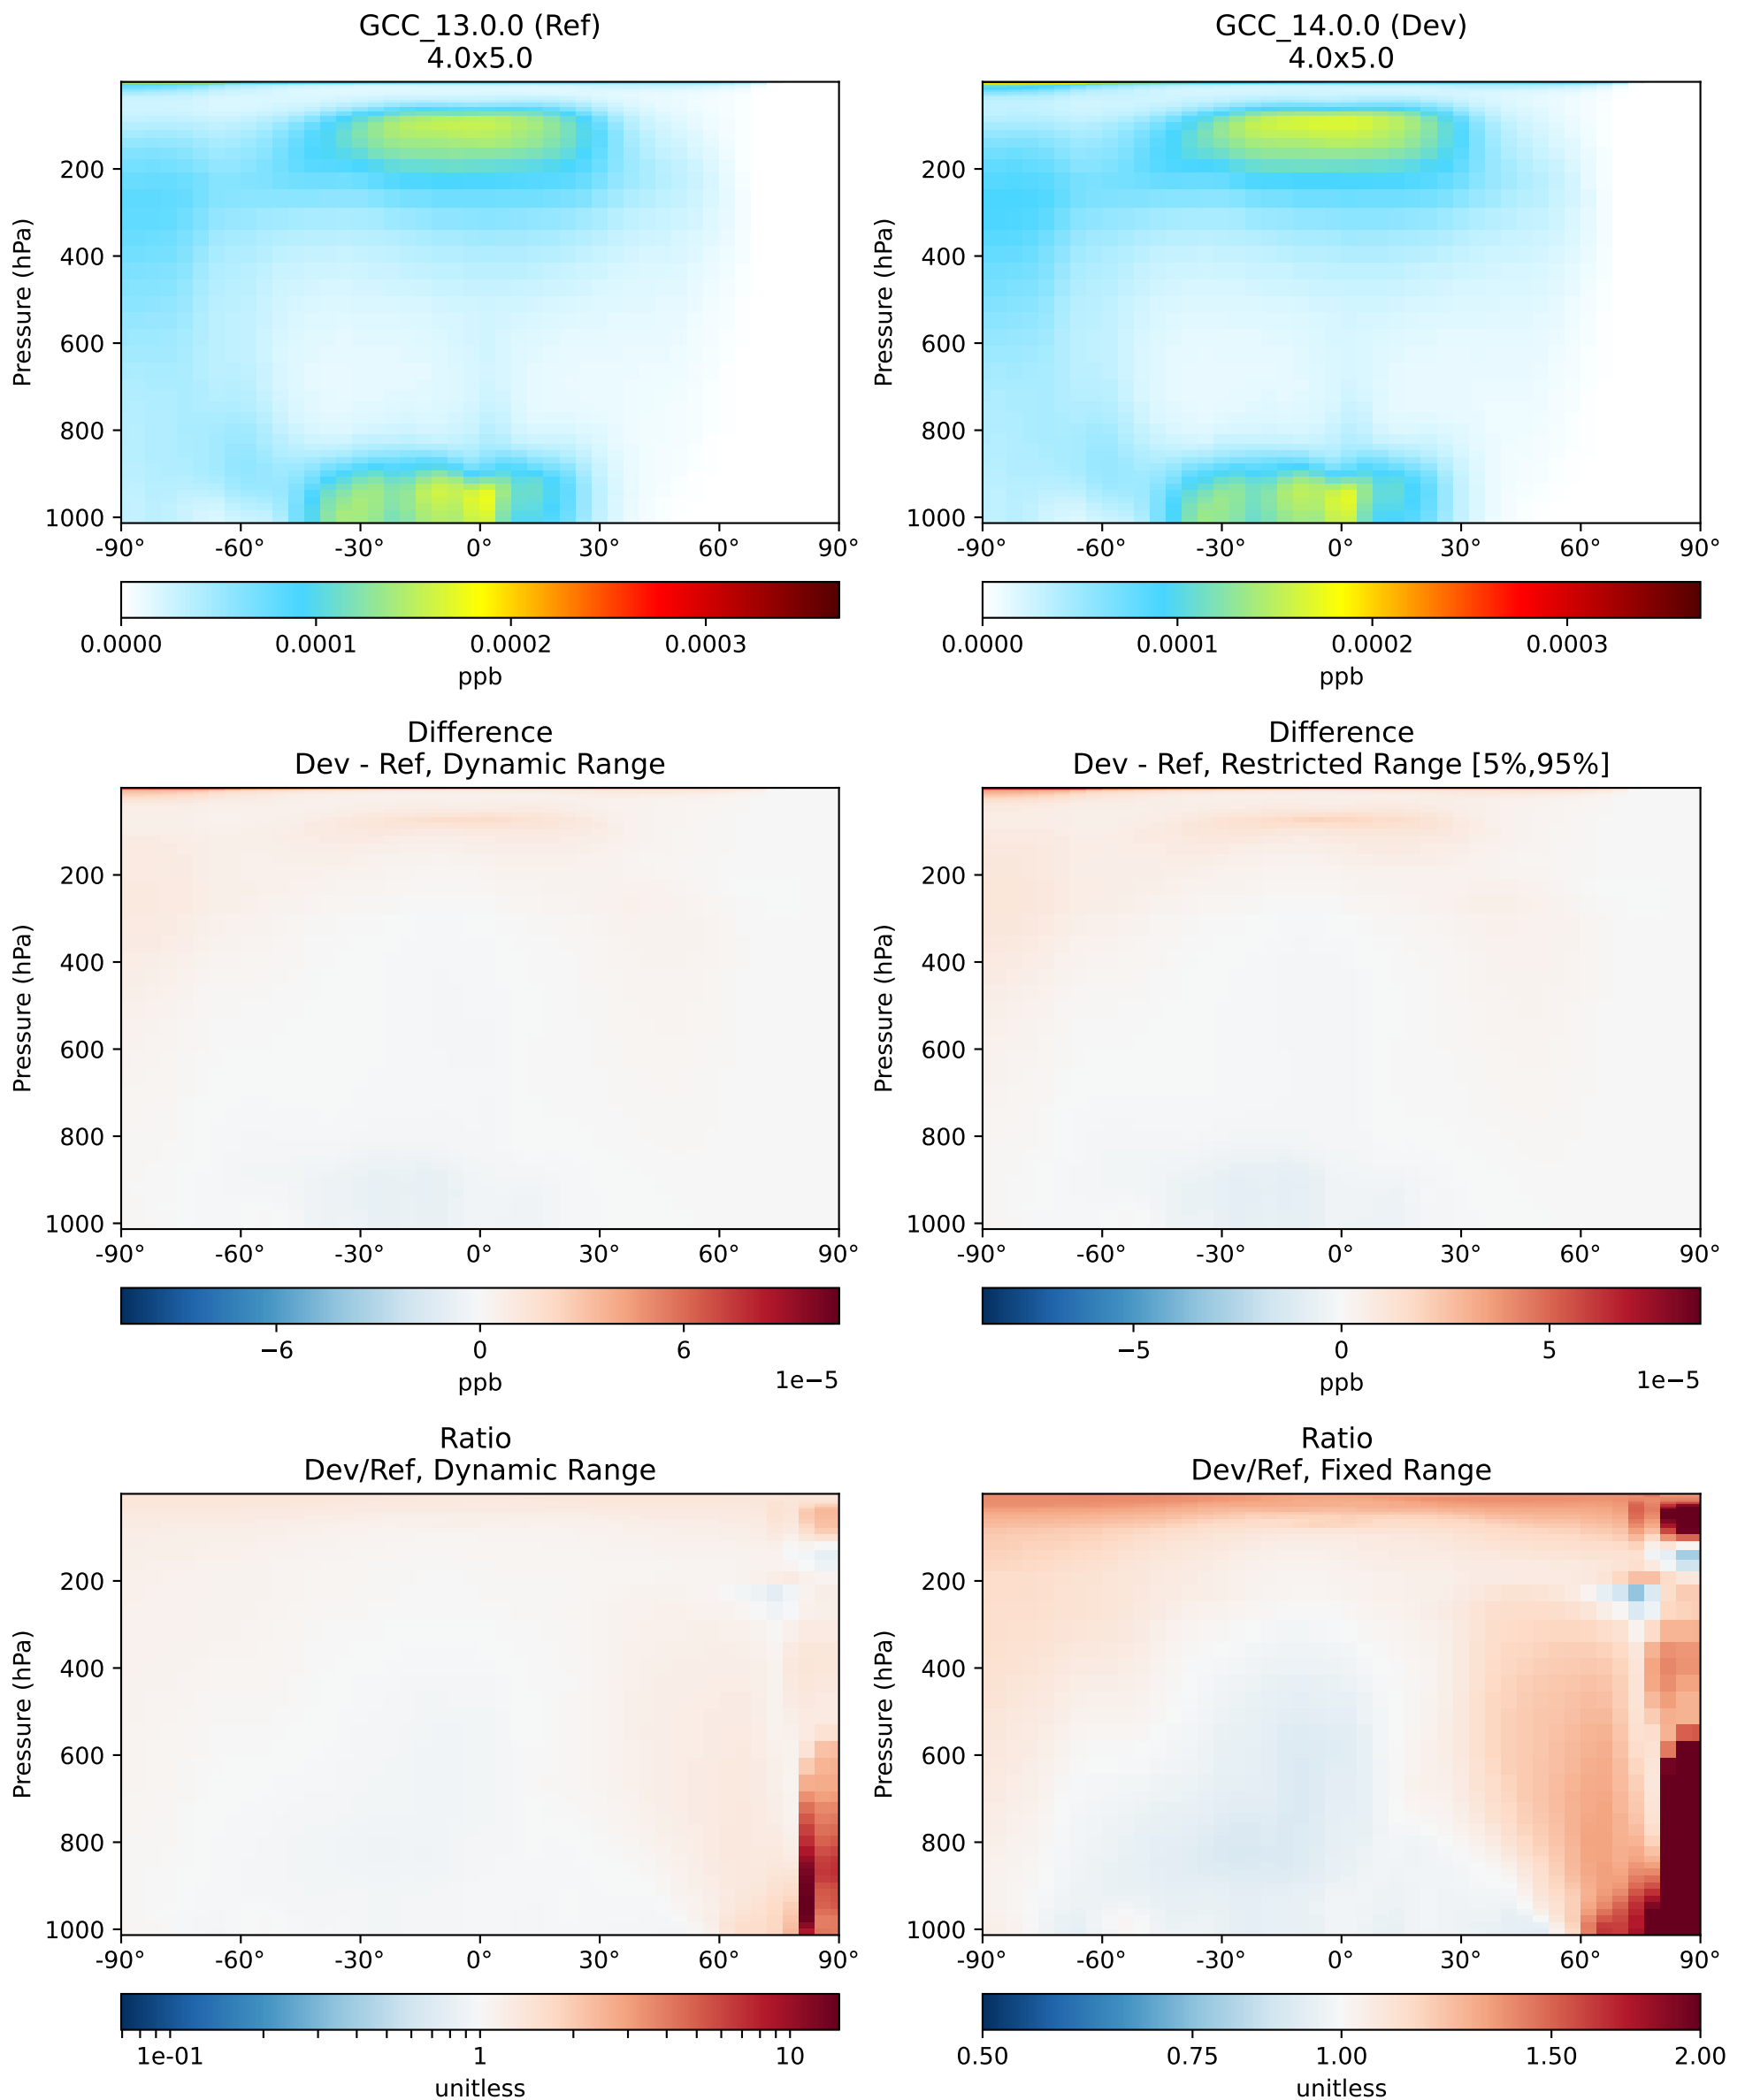 GCC_13.0.0 (Ref)
4.0x5.0
GCC_14.0.0 (Dev)
4.0x5.0
Pressure (hPa)
200
400
600
800
1000
-90° -60° -30° 0° 30° 60° 90°
0.0000 0.0001 0.0002 0.0003
ppb
Pressure (hPa)
200
400
600
800
1000
-90° -60° -30° 0° 30° 60° 90°
0.0000 0.0001 0.0002 0.0003
ppb
Difference
Dev - Ref, Dynamic Range
Pressure (hPa)
200
400
600
800
1000
-90° -60° -30° 0° 30° 60° 90°
−6 0 6
ppb
1e−5
Difference
Dev - Ref, Restricted Range [5%,95%]
Pressure (hPa)
200
400
600
800
1000
-90° -60° -30° 0° 30° 60° 90°
−5 0 5
ppb
1e−5
Ratio
Dev/Ref, Dynamic Range
Pressure (hPa)
200
400
600
800
1000
-90° -60° -30° 0° 30° 60° 90°
1e-01 1 10
unitless
Ratio
Dev/Ref, Fixed Range
Pressure (hPa)
200
400
600
800
1000
-90° -60° -30° 0° 30° 60° 90°
0.50 0.75 1.00 1.50 2.00
unitless